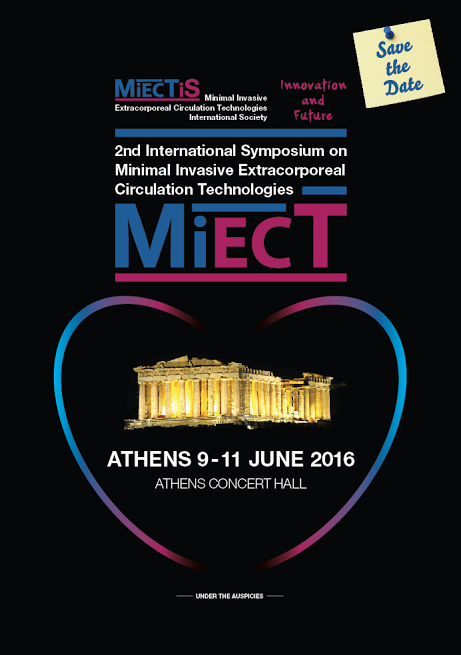 Save
the
Date
MiECTiS Minimal Invasive
Extracorporeal Circulation Technologies
International Society
Innovation
and
Future
2nd International Symposium on
Minimal Invasive Extracorporeal
Circulation Technologies
MiECT
ATHENS 9-11 JUNE 2016
ATHENS CONCERT HALL
UNDER THE AUSPICIES